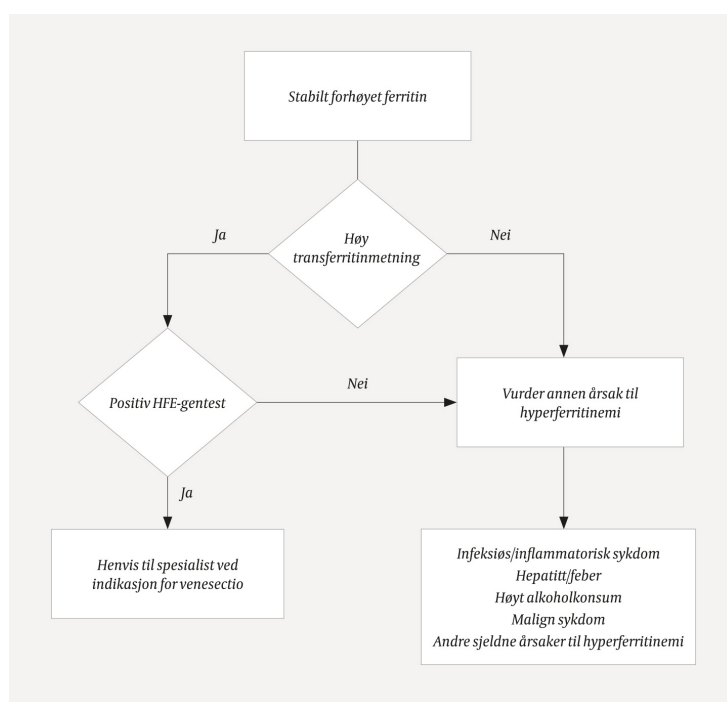 Stabilt forhøyet ferritin
Ja
Høy
transferritinmetning
Nei
Positiv HFE-gentest
Nei
Vurder annen årsak til
hyperferritinemi
Ja
Henvis til spesialist ved
indikasjon for venesectio
Infeksiøs/inflammatorisk sykdom
Hepatitt/feber
Høyt alkoholkonsum
Malign sykdom
Andre sjeldne årsaker til hyperferritinemi